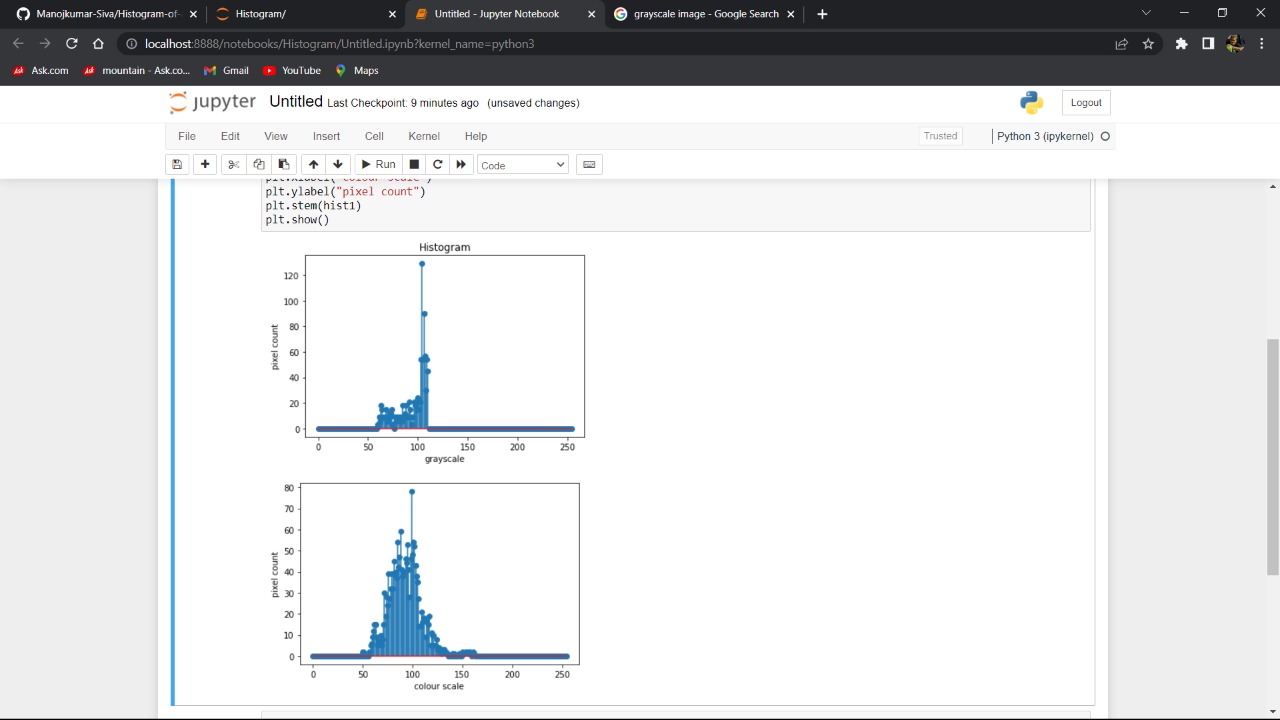 Manojkumar-Siva/Histogram-of-
Histogram/
Untitled - Jupyter Notebook
grayscale image - Google Search
localhost:8888/notebooks/Histogram/Untitled.ipynb?kernel_name=python3
Ask Ask.com
Ask mountain - Ask.co...
Gmail
YouTube
Maps
jupyter Untitled Last Checkpoint: 9 minutes ago (unsaved changes)
Logout
File Edit View Insert Cell Kernel Help
Trusted
Python 3 (ipykernel)
Run
Code
plt.xlabel("colour scale")
plt.ylabel("pixel count")
plt.stem(hist1)
plt.show()
Histogram
120
100
80
60
40
20
0
pixel count
0 50 100 150 200 250
grayscale
80
70
60
50
40
30
20
10
0
pixel count
0 50 100 150 200 250
colour scale